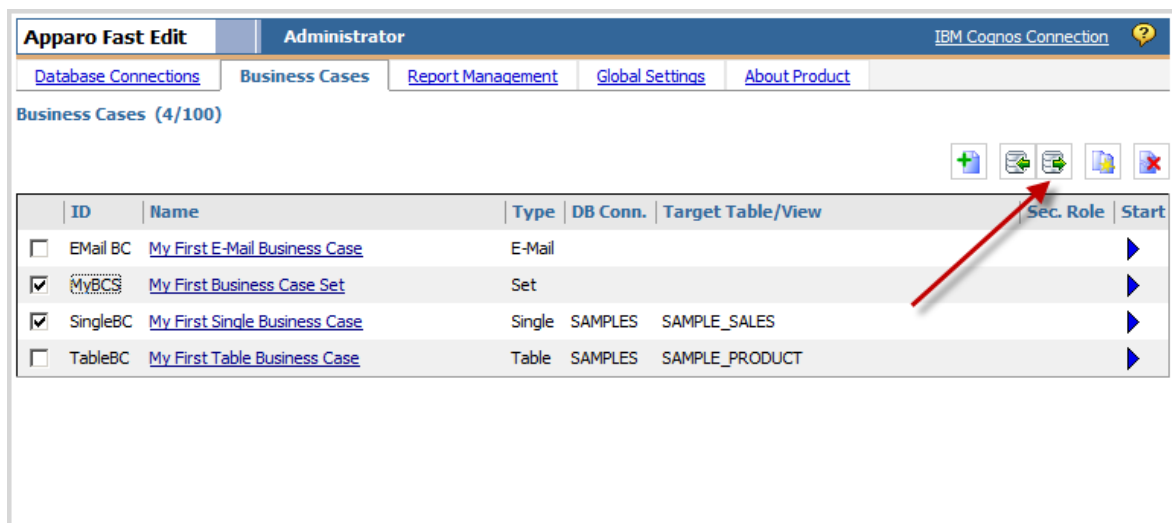 Apparo Fast Edit Administrator IBM Cognos Connection ?
Database Connections Business Cases Report Management Global Settings About Product
Business Cases (4/100)
ID Name Type DB Conn. Target Table/View Sec. Role Start
EMail BC My First E-Mail Business Case E-Mail
MyBCS My First Business Case Set Set
SingleBC My First Single Business Case Single SAMPLES SAMPLE_SALES
TableBC My First Table Business Case Table SAMPLES SAMPLE_PRODUCT